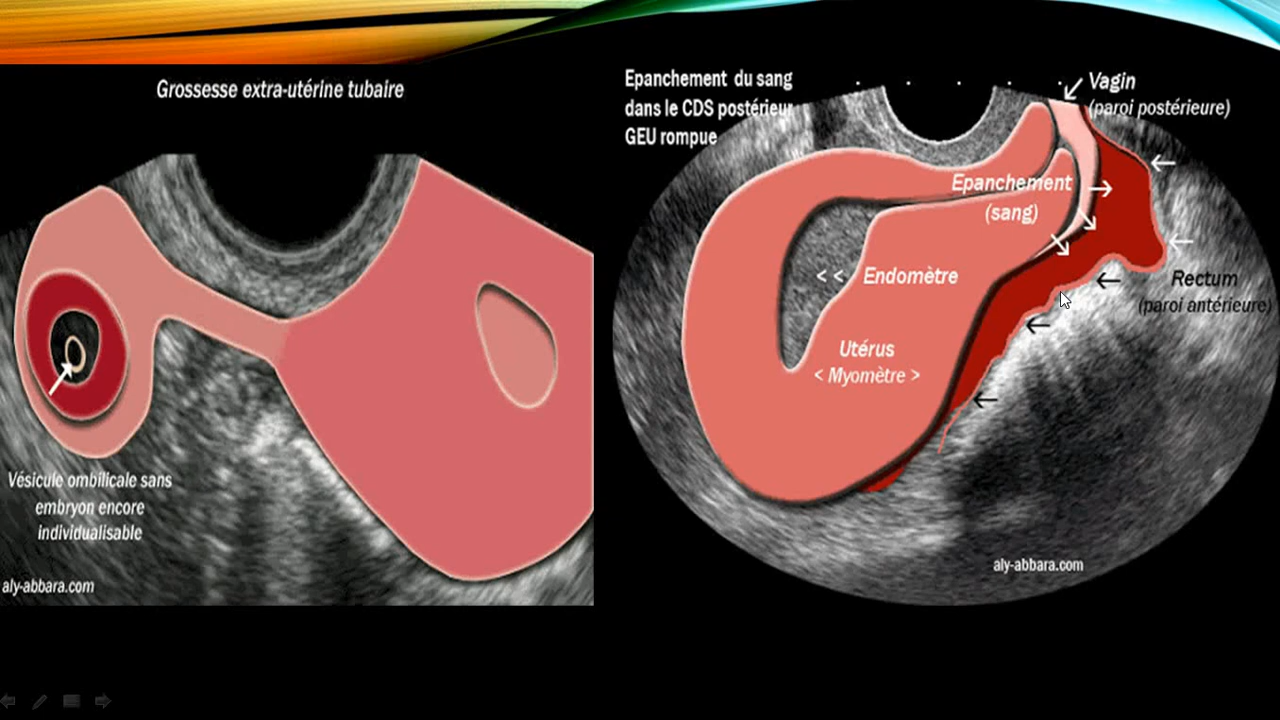 Grossesse extra-utérine tubaire
Vésicule ombilicale sans
embryon encore
individualisable
aly-abbara.com
Epanchement du sang
dans le CDS postérieur
GEU rompue
Vagin
(paroi postérieure)
Epanchement
(sang)
< < Endomètre
Rectum
(paroi antérieure)
Utérus
< Myomètre >
aly-abbara.com